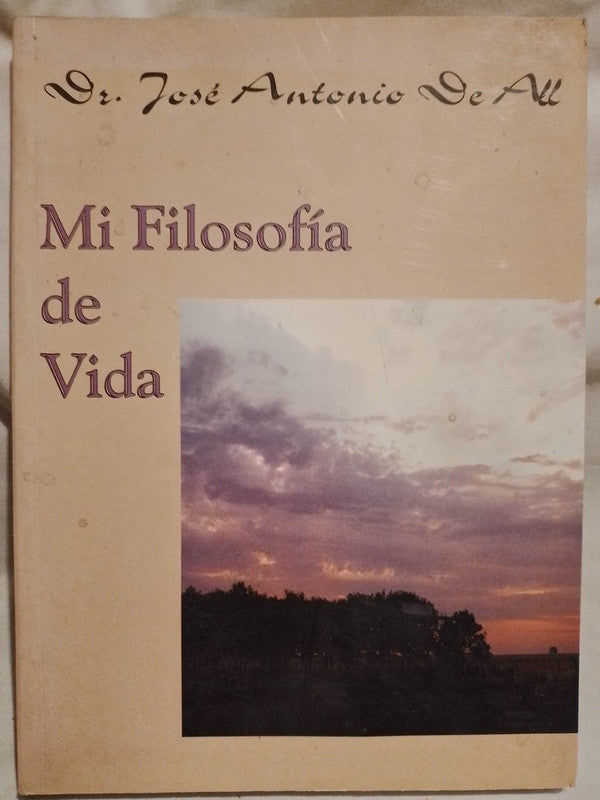 Dr. José Antonio De All
Mi Filosofía
de
Vida